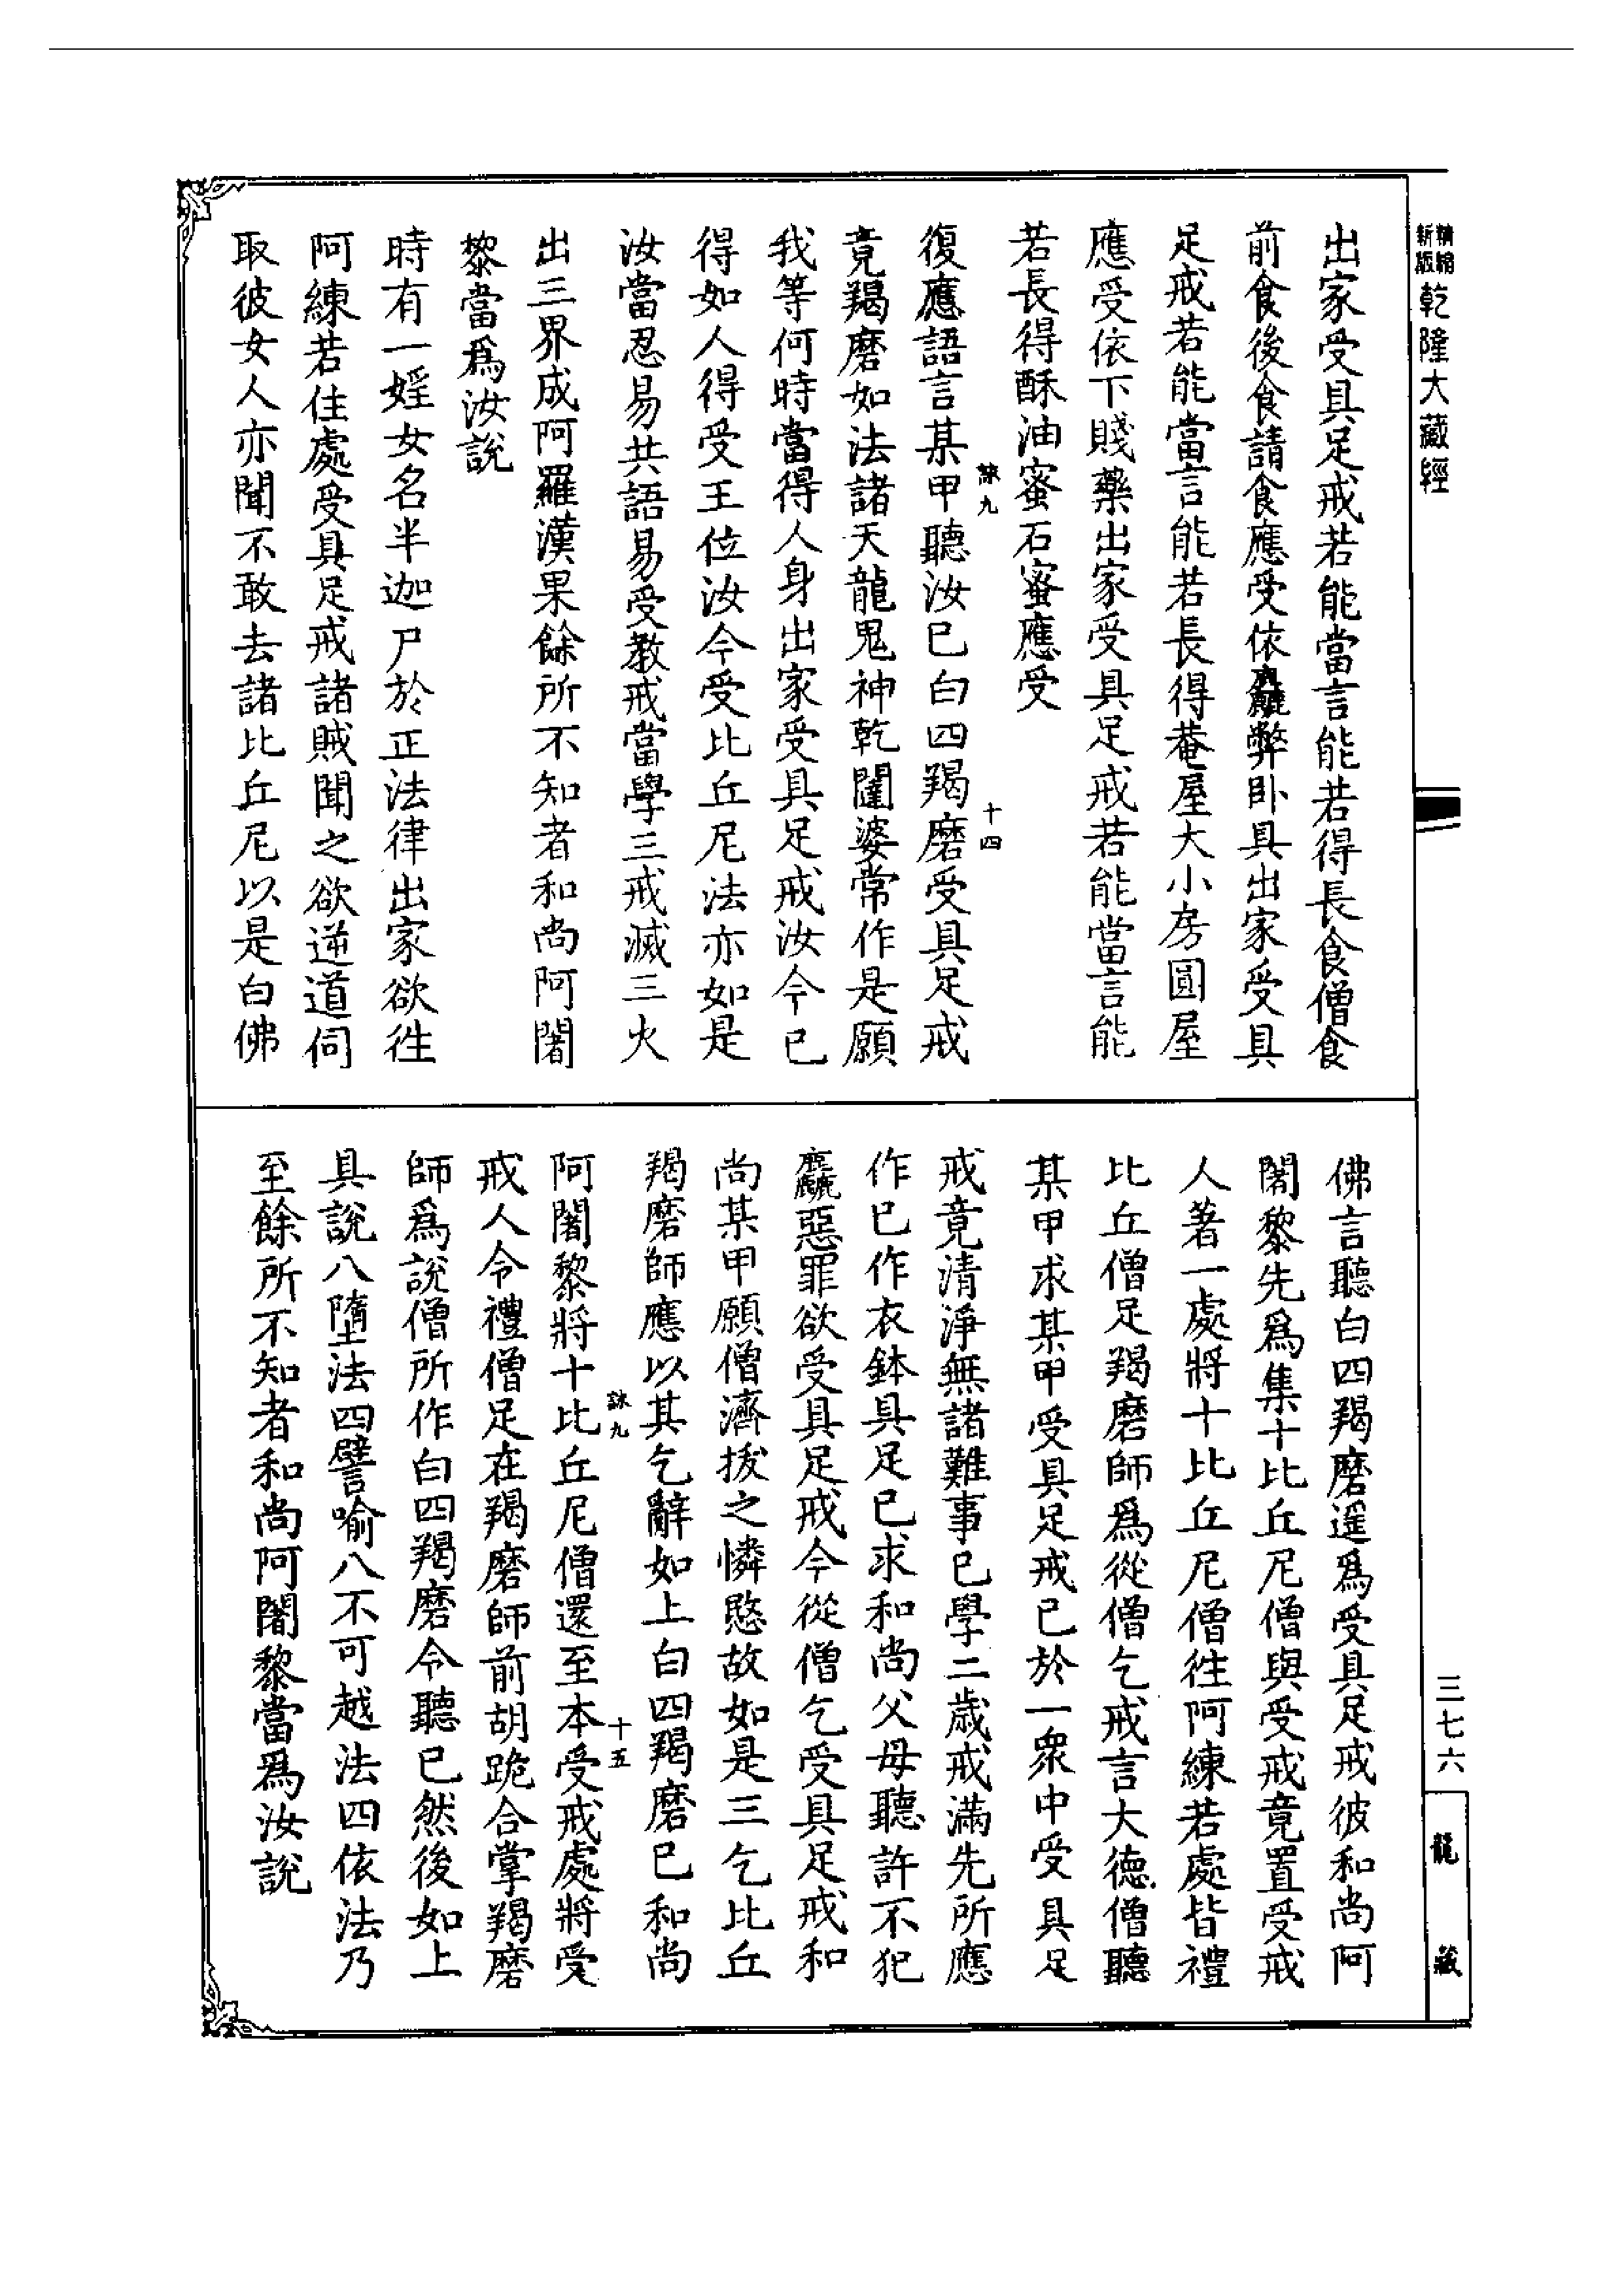 精縮
新版
乾隆大藏經
出家受具足戒若能當言能若得長食僧食
前食後食請食應受依麤弊臥具出家受具
足戒若能當言能若長得菴屋大小房圓屋
應受依下賤藥出家受具足戒若能當言能
若長得酥油蜜石蜜應受
詠九
十四
復應語言某甲聽汝已白四羯磨受具足戒
竟羯磨如法諸天龍鬼神乾闥婆常作是願
我等何時當得人身出家受具足戒汝今已
得如人得受王位汝今受比丘尼法亦如是
汝當忍易共語易受教戒當學三戒滅三火
出三界成阿羅漢果餘所不知者和尚阿闍
黎當爲汝說
時有一婬女名半迦尸於正法律出家欲徃
阿練若住處受具足戒諸賊聞之欲逆道伺
取彼女人亦聞不敢去諸比丘尼以是白佛
佛言聽白四羯磨遥爲受具足戒彼和尚阿
闍黎先爲集十比丘尼僧與受戒竟置受戒
人著一處將十比丘尼僧徃阿練若處皆禮
比丘僧足羯磨師爲從僧乞戒言大德僧聽
某甲求某甲受具足戒已於一衆中受具足
戒竟清淨無諸難事已學二歲戒滿先所應
作已作衣鉢具足已求和尚父母聽許不犯
麤惡罪欲受具足戒今從僧乞受具足戒和
尚某甲願僧濟拔之憐愍故如是三乞比丘
羯磨師應以其乞辭如上白四羯磨已和尚
詠九
十五
阿闍黎將十比丘尼僧還至本受戒處將受
戒人令禮僧足在羯磨師前胡跪合掌羯磨
師爲說僧所作白四羯磨令聽已然後如上
具說八墮法四譬喻八不可越法四依法乃
至餘所不知者和尚阿闍黎當爲汝說
三七六
龍藏